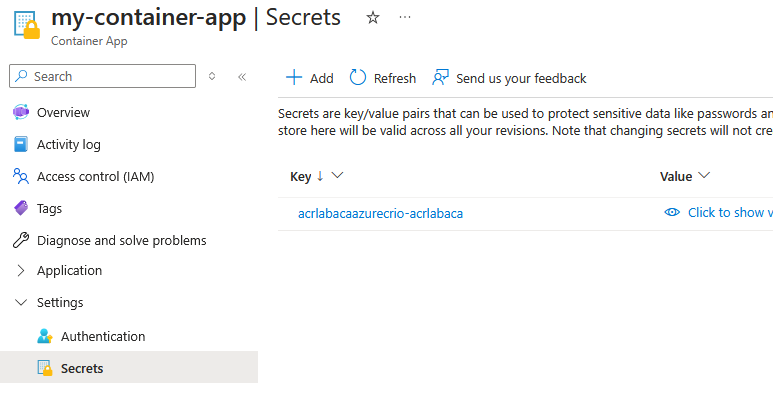 my-container-app | Secrets
Container App
Search
Add Refresh Send us your feedback
Overview
Activity log
Access control (IAM)
Tags
Diagnose and solve problems
Application
Settings
Authentication
Secrets
Secrets are key/value pairs that can be used to protect sensitive data like passwords
store here will be valid across all your revisions. Note that changing secrets will not
Key Value
acrlabacaazurecrio-acrlabaca Click to show